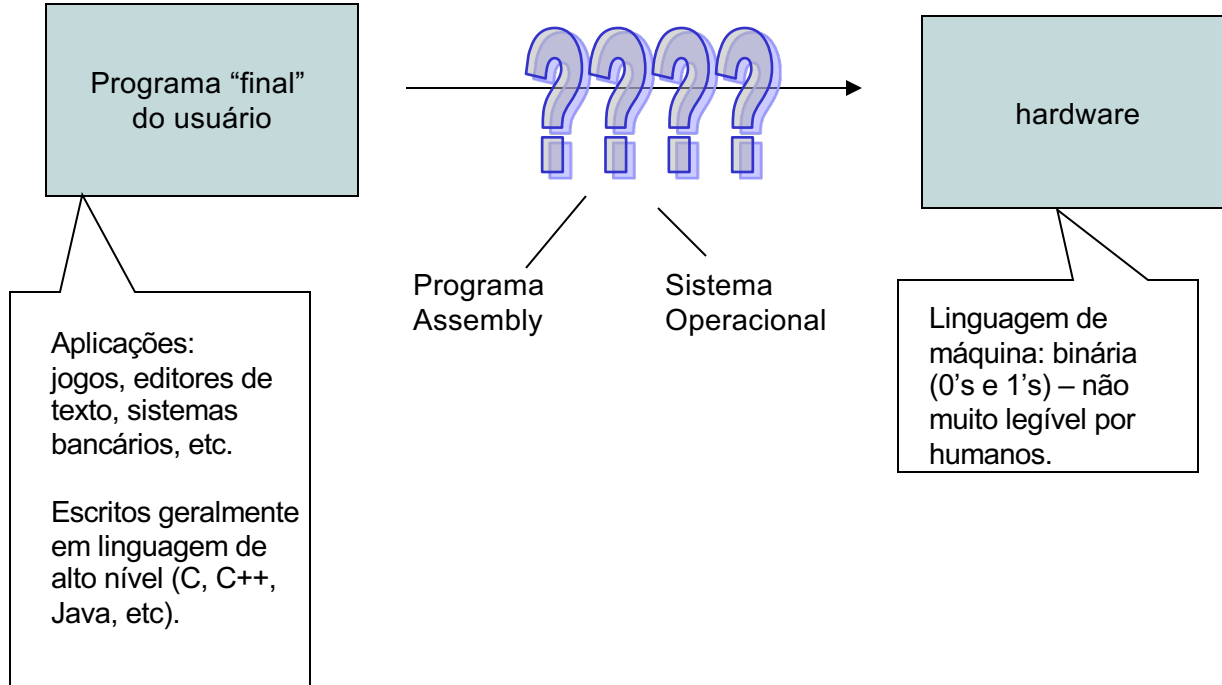 Programa “final”
do usuário
????
hardware
Programa
Assembly
Sistema
Operacional
Aplicações:
jogos, editores de
texto, sistemas
bancários, etc.
Escritos geralmente
em linguagem de
alto nível (C, C++,
Java, etc).
Linguagem de
máquina: binária
(0’s e 1’s) – não
muito legível por
humanos.